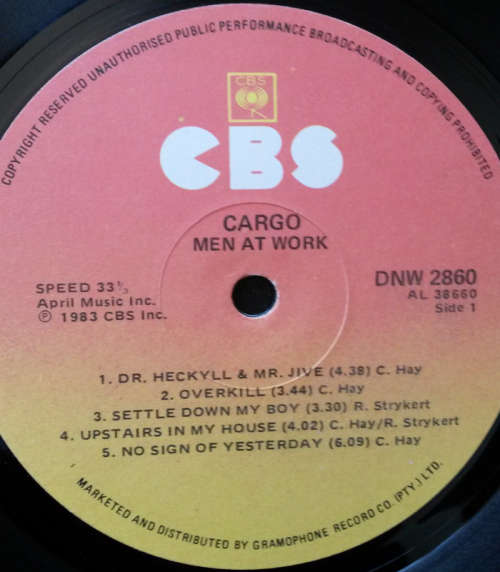 COPYRIGHT RESERVED UNAUTHORISED PUBLIC PERFORMANCE BROADCASTING AND COPYING PROHIBITED
CBS
CBS
CARGO
MEN AT WORK
SPEED 33⅓
April Music Inc.
℗ 1983 CBS Inc.
DNW 2860
AL 38660
Side 1
1. DR. HECKYLL & MR. JIVE (4.38) C. Hay
2. OVERKILL (3.44) C. Hay
3. SETTLE DOWN MY BOY (3.30) R. Strykert
4. UPSTAIRS IN MY HOUSE (4.02) C. Hay/R. Strykert
5. NO SIGN OF YESTERDAY (6.09) C. Hay
MARKETED AND DISTRIBUTED BY GRAMOPHONE RECORD CO. (PTY.) LTD.